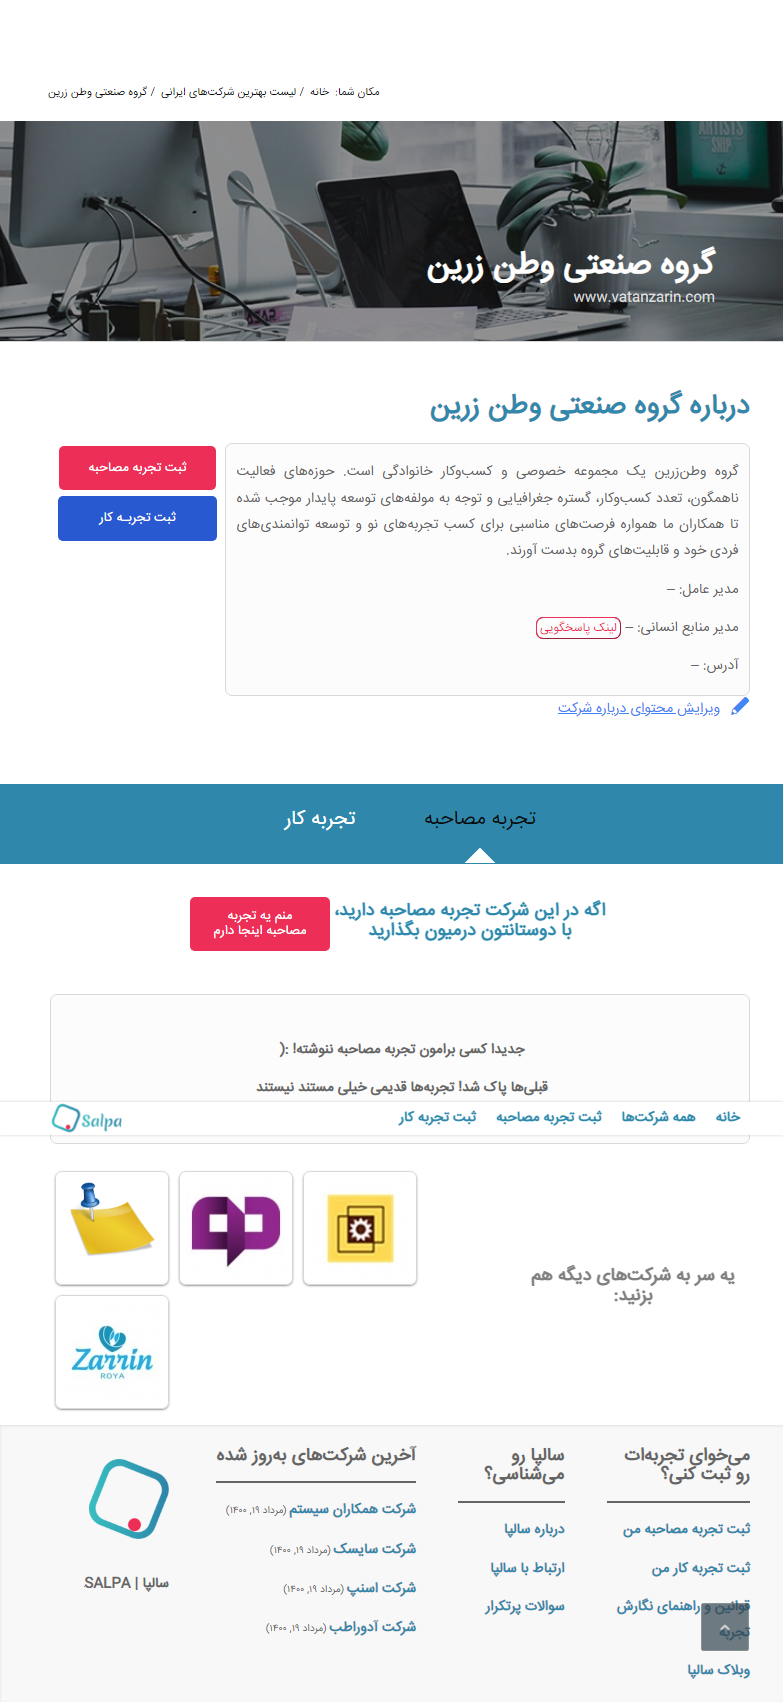 مکان شما: خانه / لیست بهترین شرکت‌های ایرانی / گروه صنعتی وطن زرین
ARTISTS
SHIP
گروه صنعتی وطن زرین
www.vatanzarin.com
درباره گروه صنعتی وطن زرین
گروه وطن‌زرین یک مجموعه خصوصی و کسب‌وکار خانوادگی است. حوزه‌های فعالیت
ناهمگون، تعدد کسب‌وکار، گستره جغرافیایی و توجه به مولفه‌های توسعه پایدار موجب شده
تا همکاران ما همواره فرصت‌های مناسبی برای کسب تجربه‌های نو و توسعه توانمندی‌های
فردی خود و قابلیت‌های گروه بدست آورند.
مدیر عامل: –
مدیر منابع انسانی: – لینک پاسخگویی
آدرس: –
ثبت تجربه مصاحبه
ثبت تجربـه کار
ویرایش محتوای درباره شرکت
تجربه مصاحبه
تجربه کار
اگه در این شرکت تجربه مصاحبه دارید،
با دوستانتون درمیون بگذارید
منم یه تجربه
مصاحبه اینجا دارم
جدیدا کسی برامون تجربه مصاحبه ننوشته! :(
قبلی‌ها پاک شد! تجربه‌ها قدیمی خیلی مستند نیستند
خانه
همه شرکت‌ها
ثبت تجربه مصاحبه
ثبت تجربه کار
Salpa
یه سر به شرکت‌های دیگه هم
بزنید:
Zarrin
ROYA
می‌خوای تجربه‌ات
رو ثبت کنی؟
ثبت تجربه مصاحبه من
ثبت تجربه کار من
قوانین و راهنمای نگارش
تجربه
وبلاگ سالپا
سالپا رو
می‌شناسی؟
درباره سالپا
ارتباط با سالپا
سوالات پرتکرار
آخرین شرکت‌های به‌روز شده
شرکت همکاران سیستم (مرداد ۱۹, ۱۴۰۰)
شرکت سایسک (مرداد ۱۹, ۱۴۰۰)
شرکت اسنپ (مرداد ۱۹, ۱۴۰۰)
شرکت آدوراطب (مرداد ۱۹, ۱۴۰۰)
سالپا | SALPA